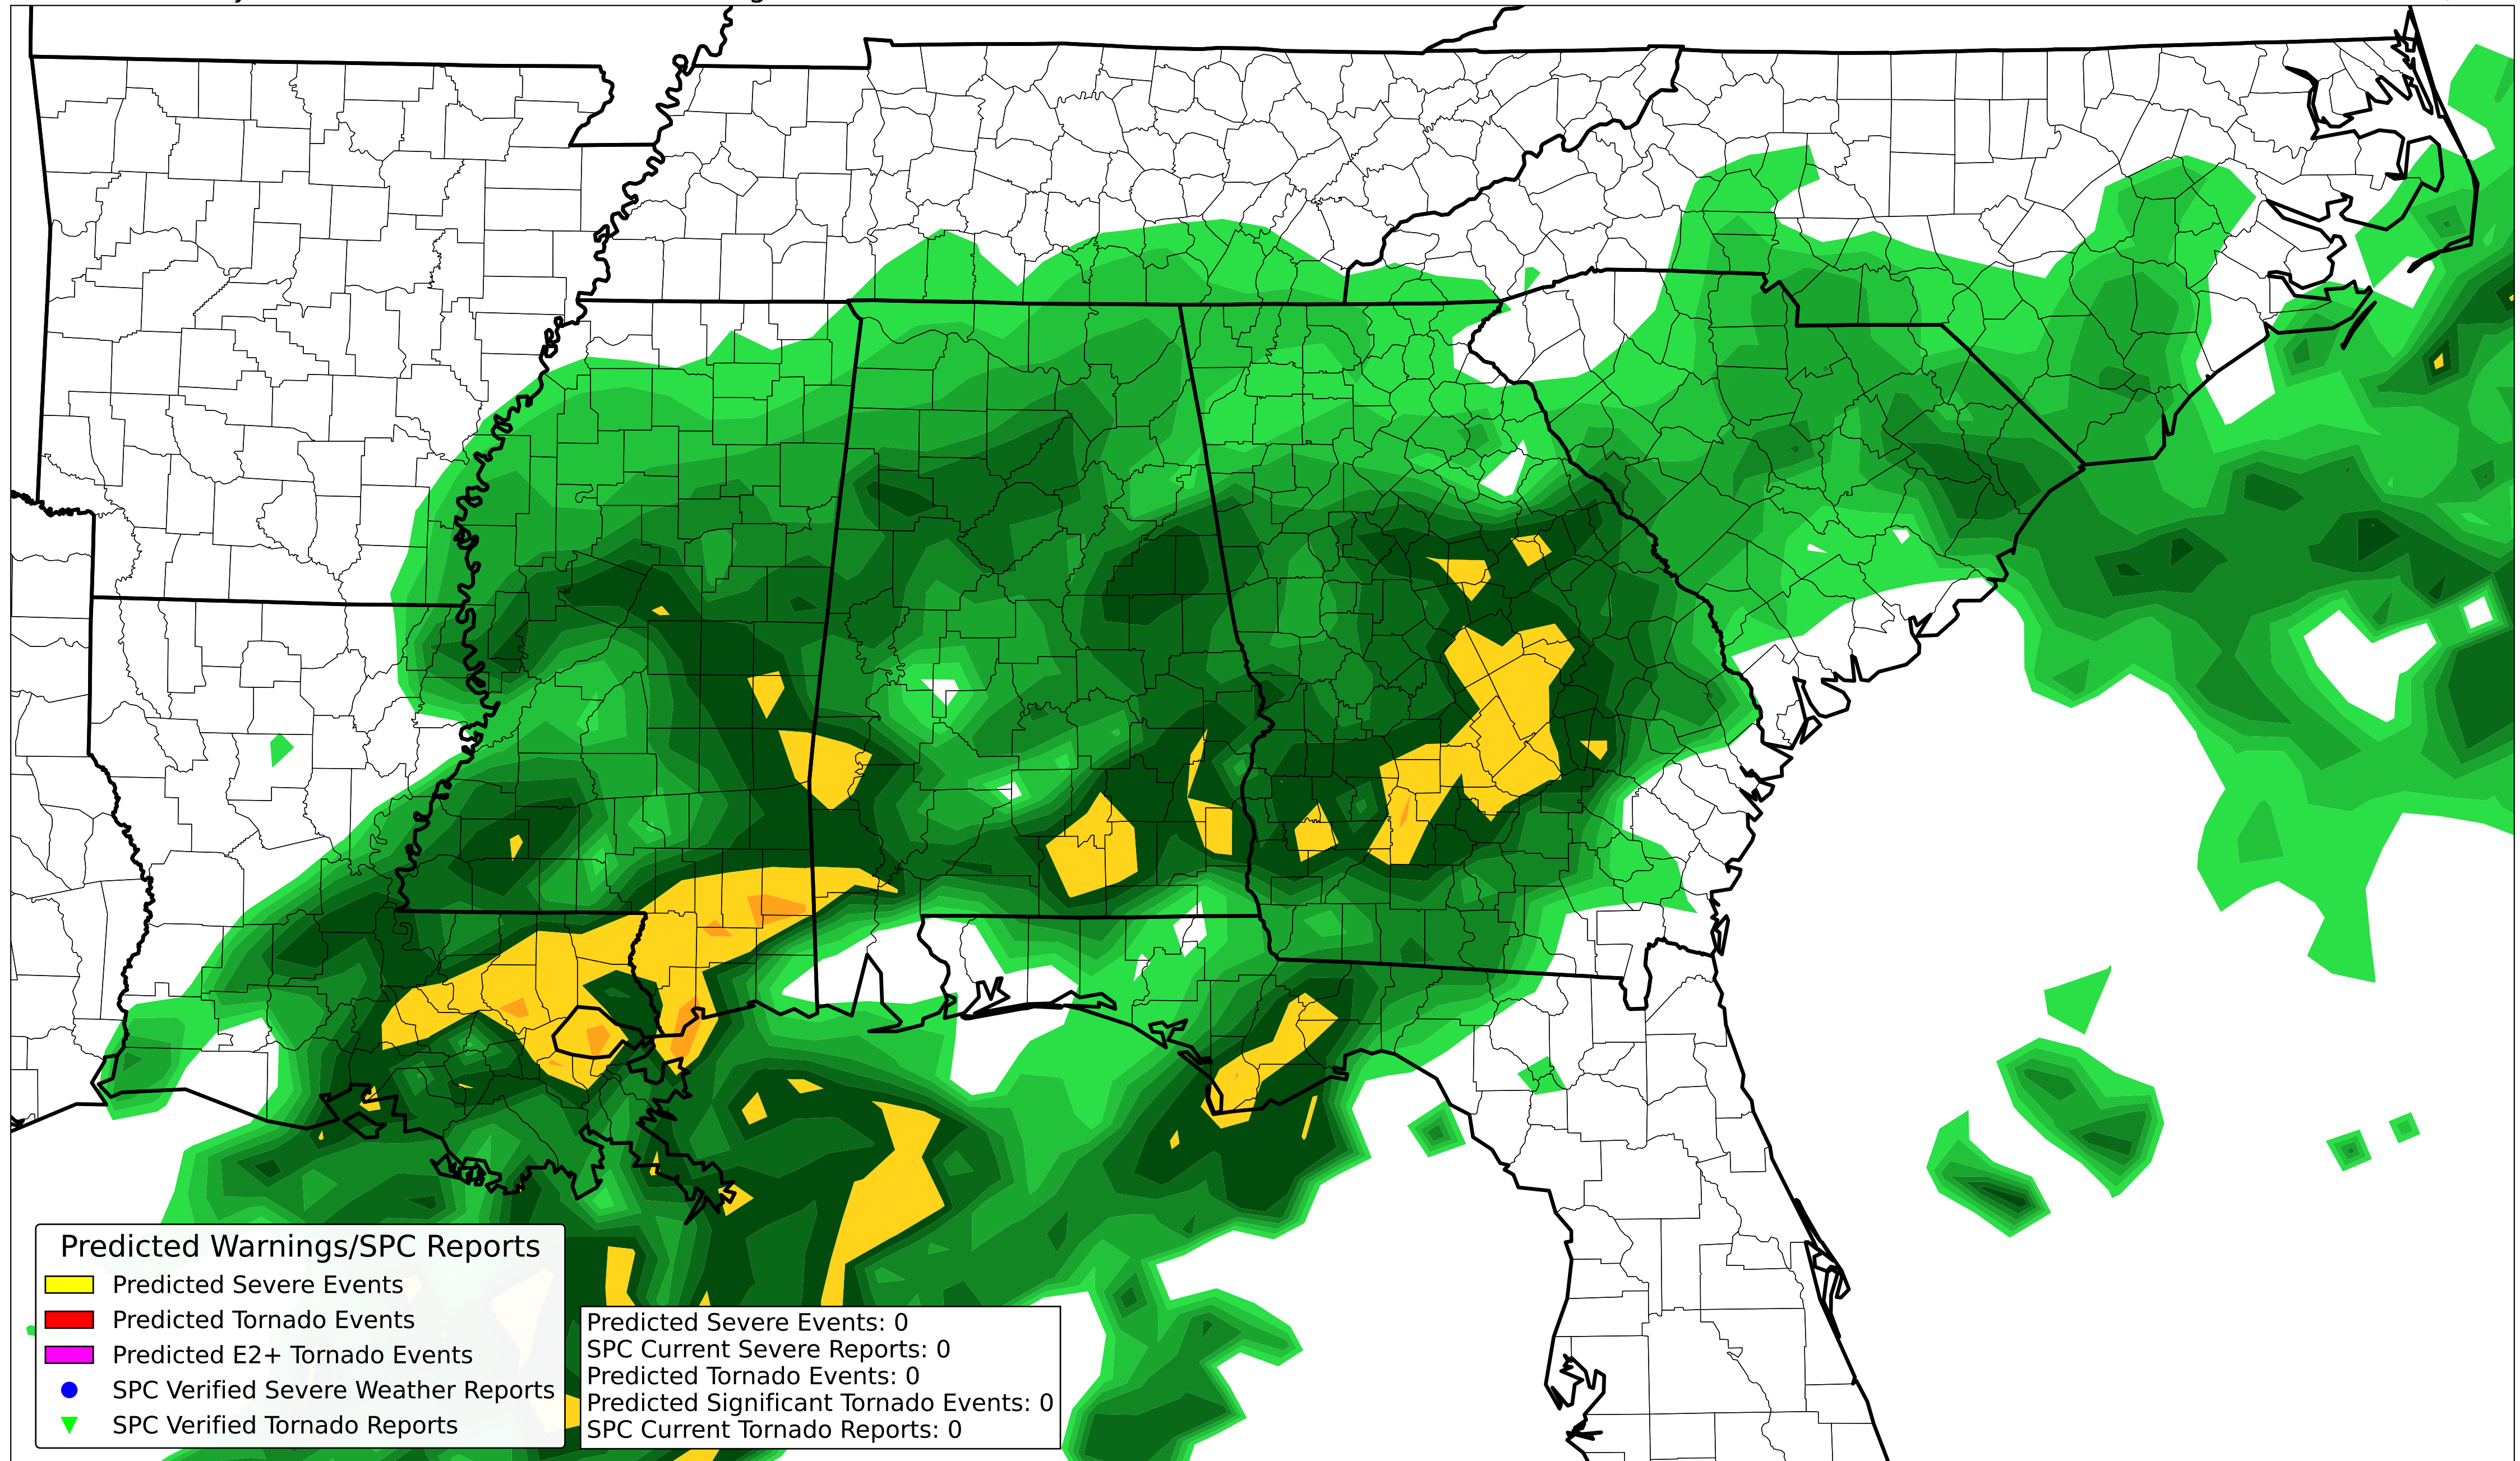 Predicted Warnings/SPC Reports
Predicted Severe Events
Predicted Tornado Events
Predicted E2+ Tornado Events
SPC Verified Severe Weather Reports
SPC Verified Tornado Reports
Predicted Severe Events: 0
SPC Current Severe Reports: 0
Predicted Tornado Events: 0
Predicted Significant Tornado Events: 0
SPC Current Tornado Reports: 0